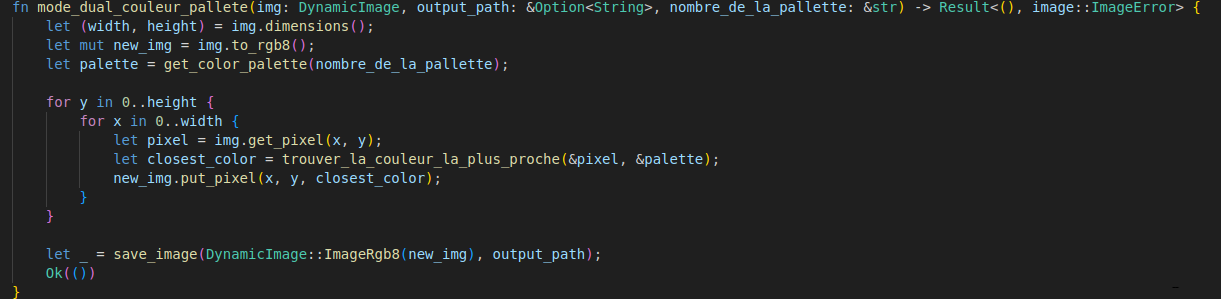 fn mode_dual_couleur_pallete(img: DynamicImage, output_path: &Option<String>, nombre_de_la_pallette: &str) -> Result<(), image::ImageError> {
    let (width, height) = img.dimensions();
    let mut new_img = img.to_rgb8();
    let palette = get_color_palette(nombre_de_la_pallette);

    for y in 0..height {
        for x in 0..width {
            let pixel = img.get_pixel(x, y);
            let closest_color = trouver_la_couleur_la_plus_proche(&pixel, &palette);
            new_img.put_pixel(x, y, closest_color);
        }
    }

    let _ = save_image(DynamicImage::ImageRgb8(new_img), output_path);
    Ok(())
}